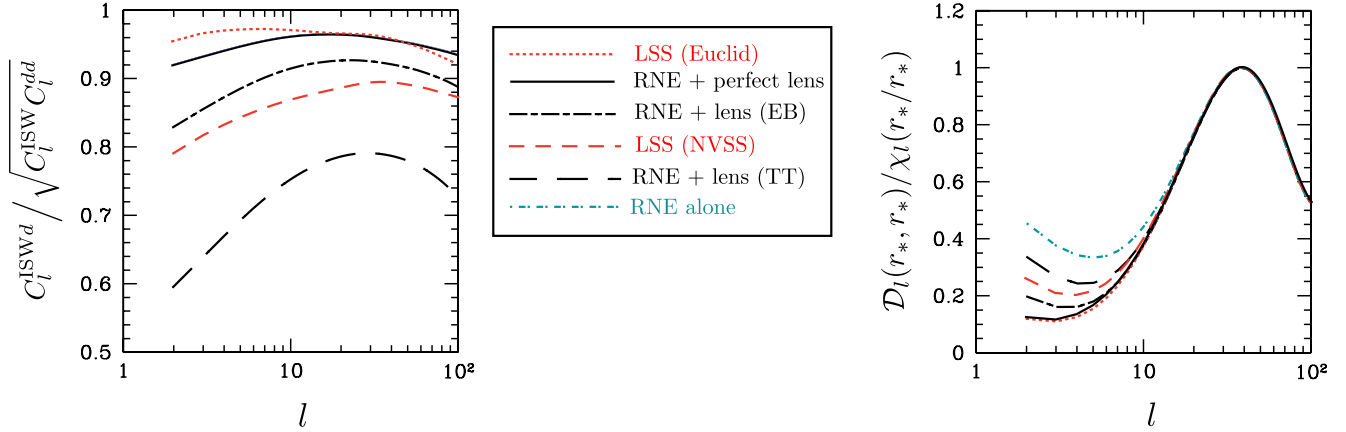 C_l^{ISWd} / \sqrt{C_l^{ISW} C_l^{dd}}
1
0.9
0.8
0.7
0.6
0.5
1
10
10²
l
LSS (Euclid)
RNE + perfect lens
RNE + lens (EB)
LSS (NVSS)
RNE + lens (TT)
RNE alone
𝒟_l(r_*, r_*)/χ_l(r_*/r_*)
1.2
1
0.8
0.6
0.4
0.2
0
1
10
10²
l